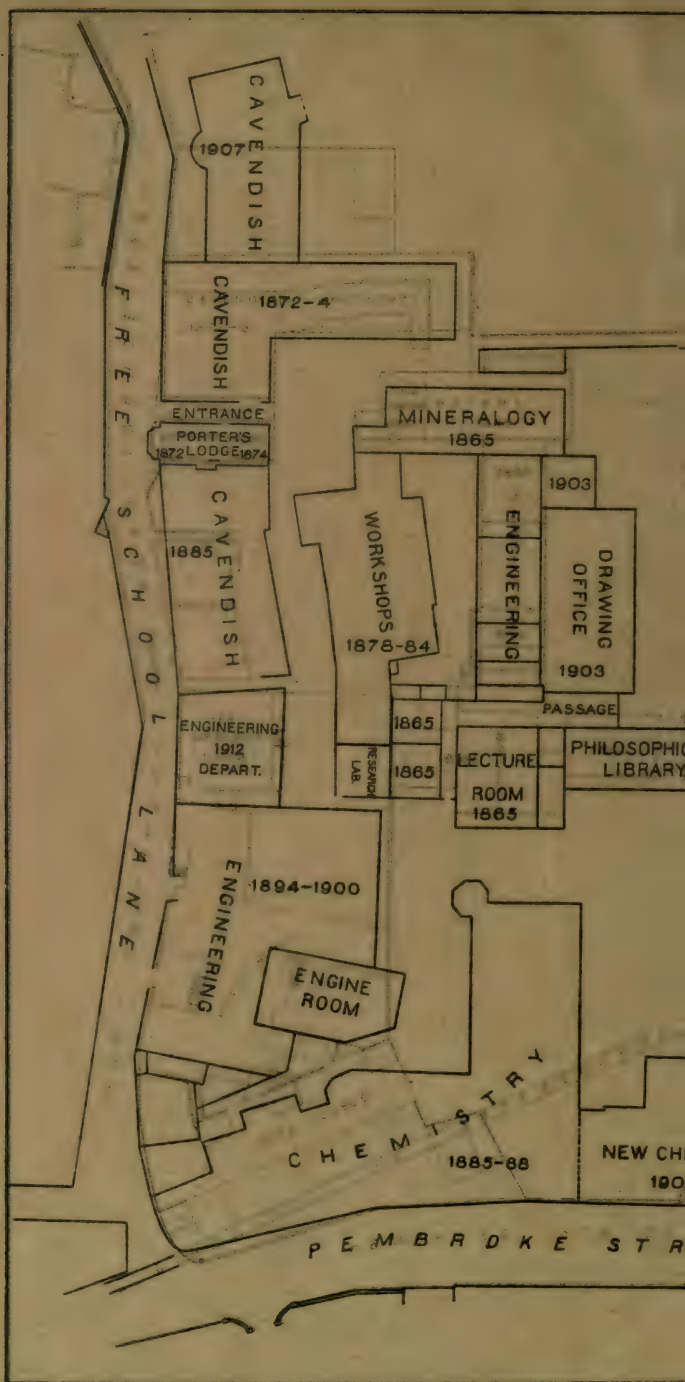 CAVENDISH
1907
CAVENDISH
1872-4
FREE SCHOOL LANE
ENTRANCE
PORTER'S
1872 LODGE 1874
MINERALOGY
1865
CAVENDISH
1885
WORKSHOPS
1878-84
ENGINEERING
1903
DRAWING
OFFICE
1903
PASSAGE
ENGINEERING
1912
DEPART.
RESEARCH
LAB.
1865
1865
LECTURE
ROOM
1865
PHILOSOPHIC
LIBRARY
ENGINEERING
1894-1900
ENGINE
ROOM
CHEMISTRY
1885-88
NEW CHE
190
PEMBROKE STR